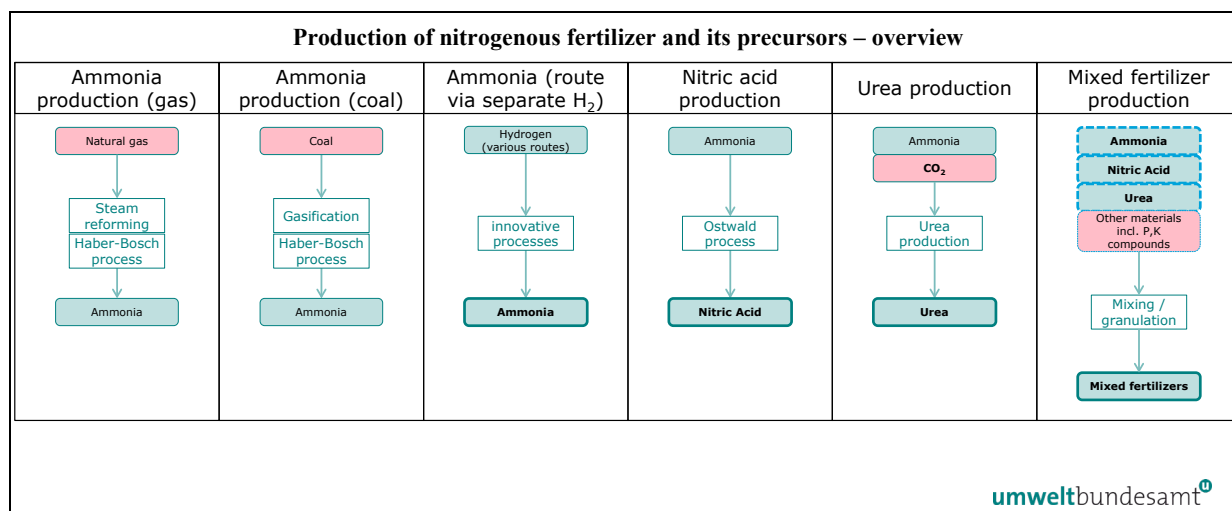 Production of nitrogenous fertilizer and its precursors – overview
Ammonia
production (gas)
Natural gas
Steam
reforming
Haber-Bosch
process
Ammonia
Ammonia
production (coal)
Coal
Gasification
Haber-Bosch
process
Ammonia
Ammonia (route
via separate H₂)
Hydrogen
(various routes)
innovative
processes
Ammonia
Nitric acid
production
Ammonia
Ostwald
process
Nitric Acid
Urea production
Ammonia
CO₂
Urea
production
Urea
Mixed fertilizer
production
Ammonia
Nitric Acid
Urea
Other materials
incl. P,K
compounds
Mixing /
granulation
Mixed fertilizers
umweltbundesamt
u